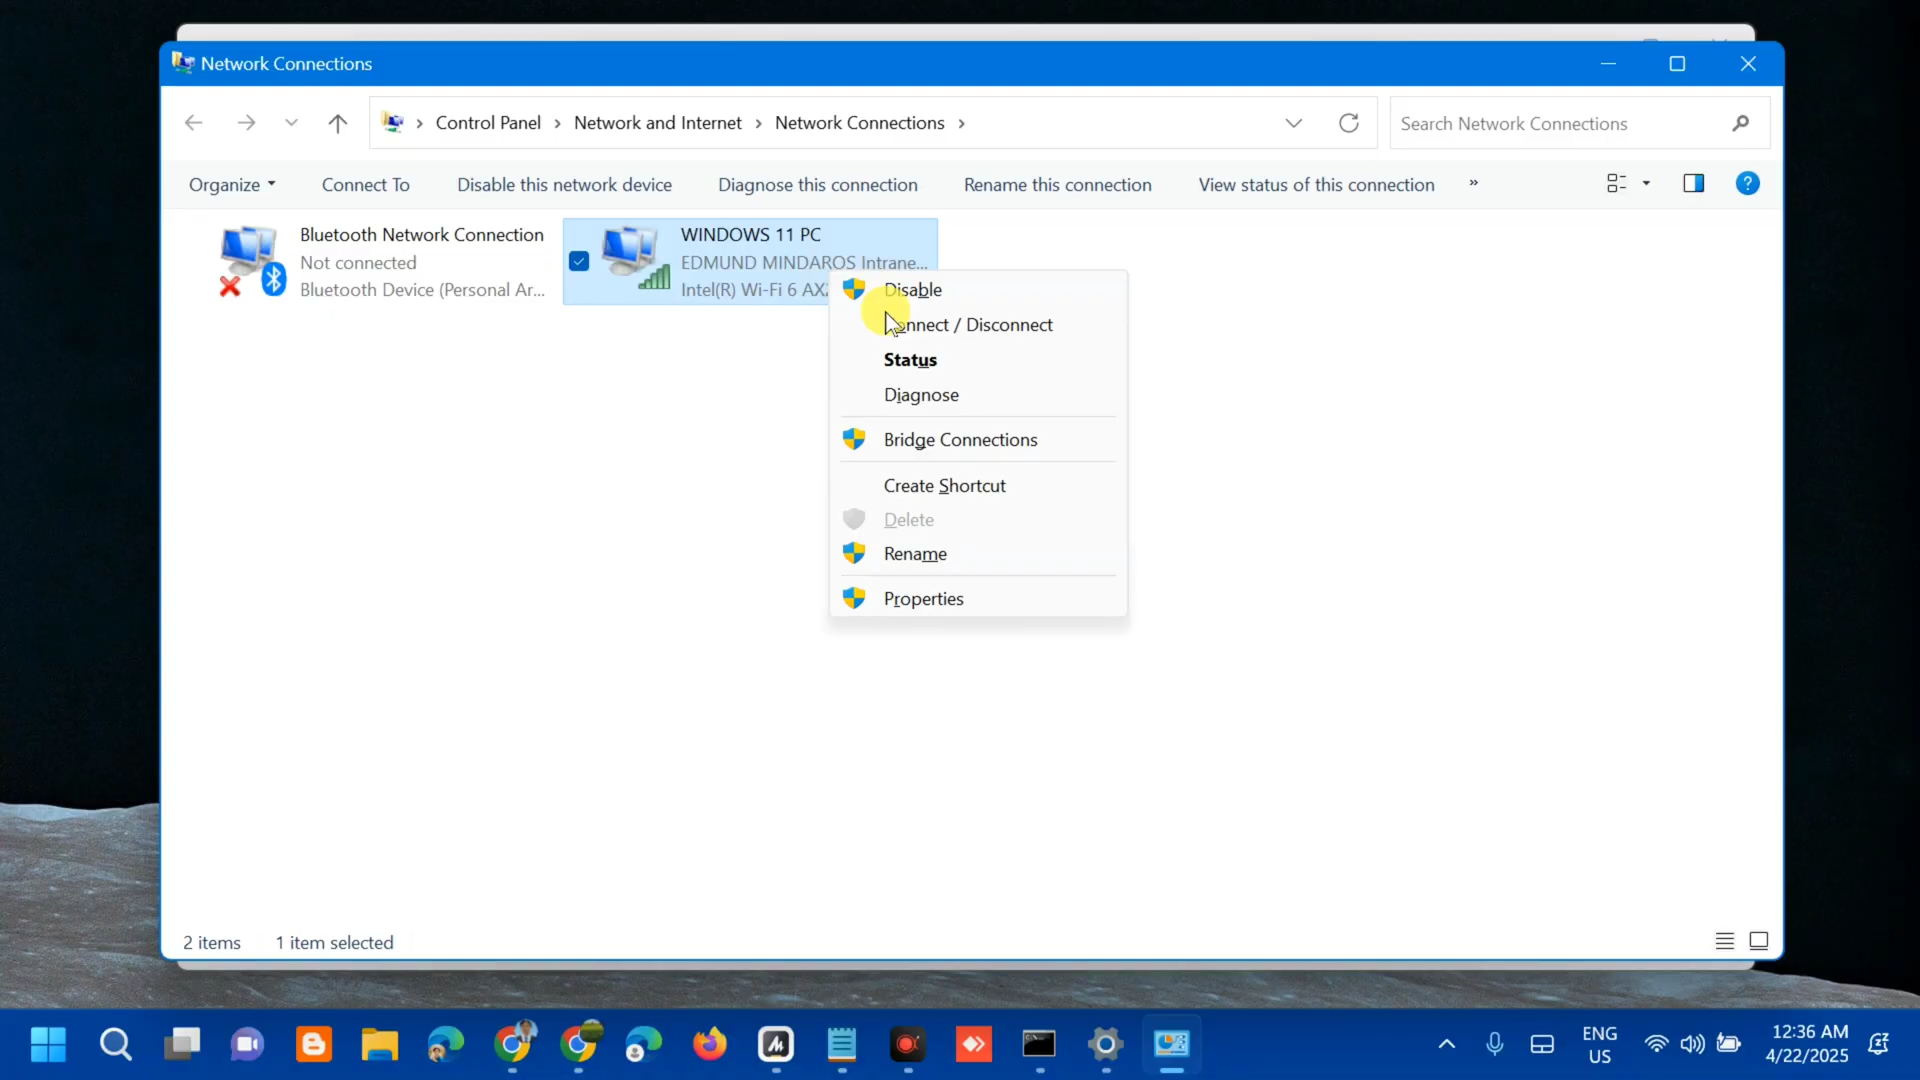 Network Connections
Control Panel
Network and Internet
Network Connections
Search Network Connections
Organize
Connect To
Disable this network device
Diagnose this connection
Rename this connection
View status of this connection
»
?
Bluetooth Network Connection
Not connected
Bluetooth Device (Personal Ar...
WINDOWS 11 PC
EDMUND MINDAROS Intrane...
Intel(R) Wi-Fi 6
Disable
/ Disconnect
Status
Diagnose
Bridge Connections
Create Shortcut
Delete
Rename
Properties
2 items
1 item selected
ENG
US
12:36 AM
4/22/2025